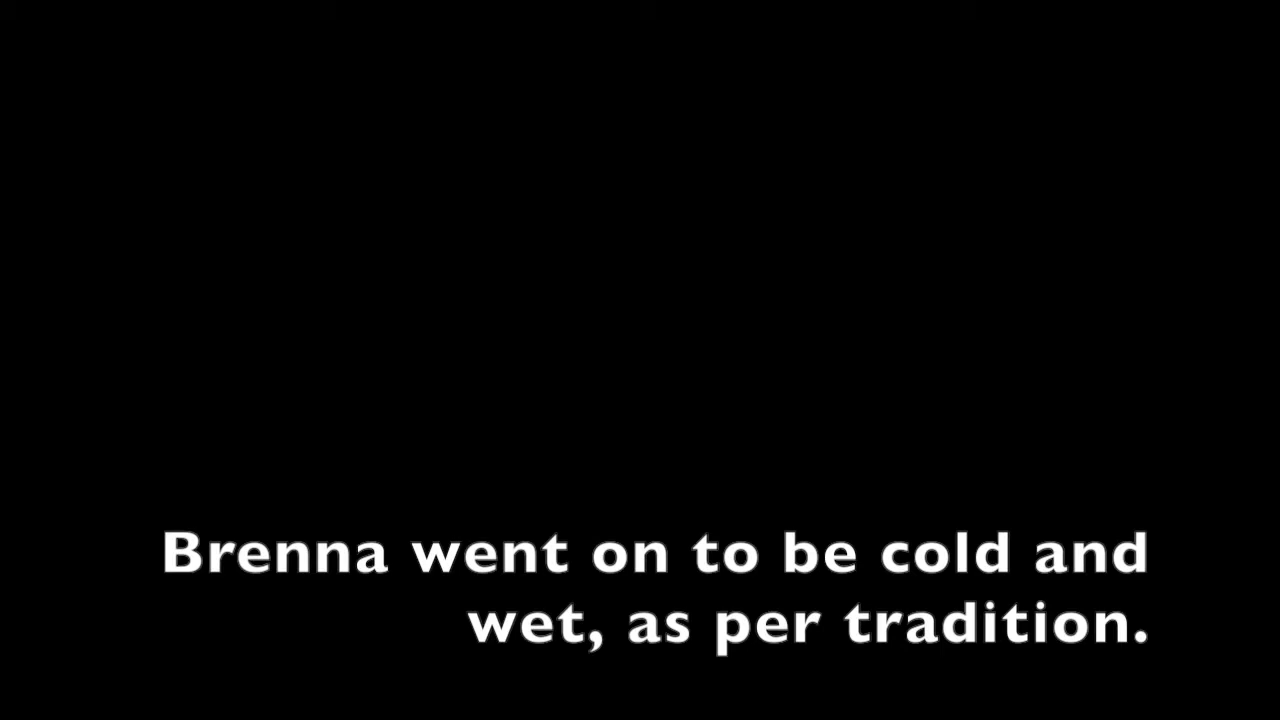 Brenna went on to be cold and
wet, as per tradition.